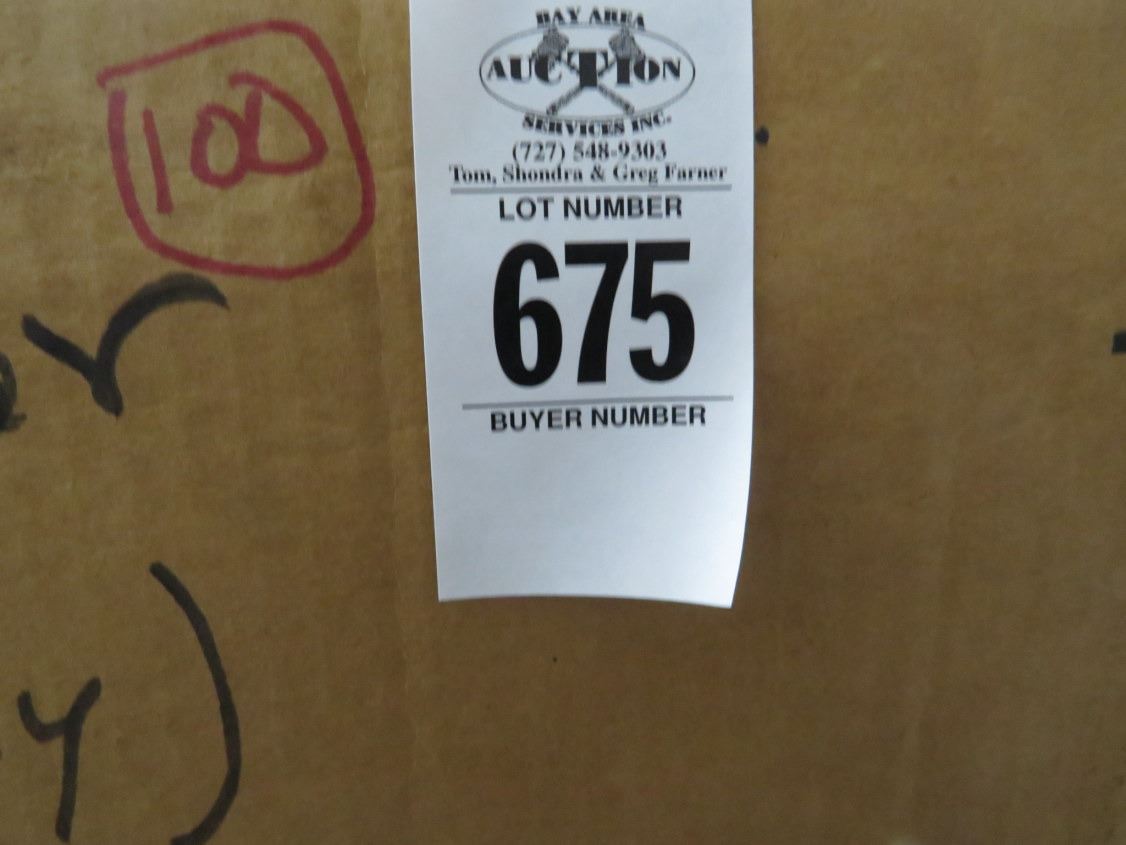 100
BAY AREA
AUCTION
SERVICES INC.
(727) 548-9303
Tom, Shondra & Greg Farner
LOT NUMBER
675
BUYER NUMBER
r
y)